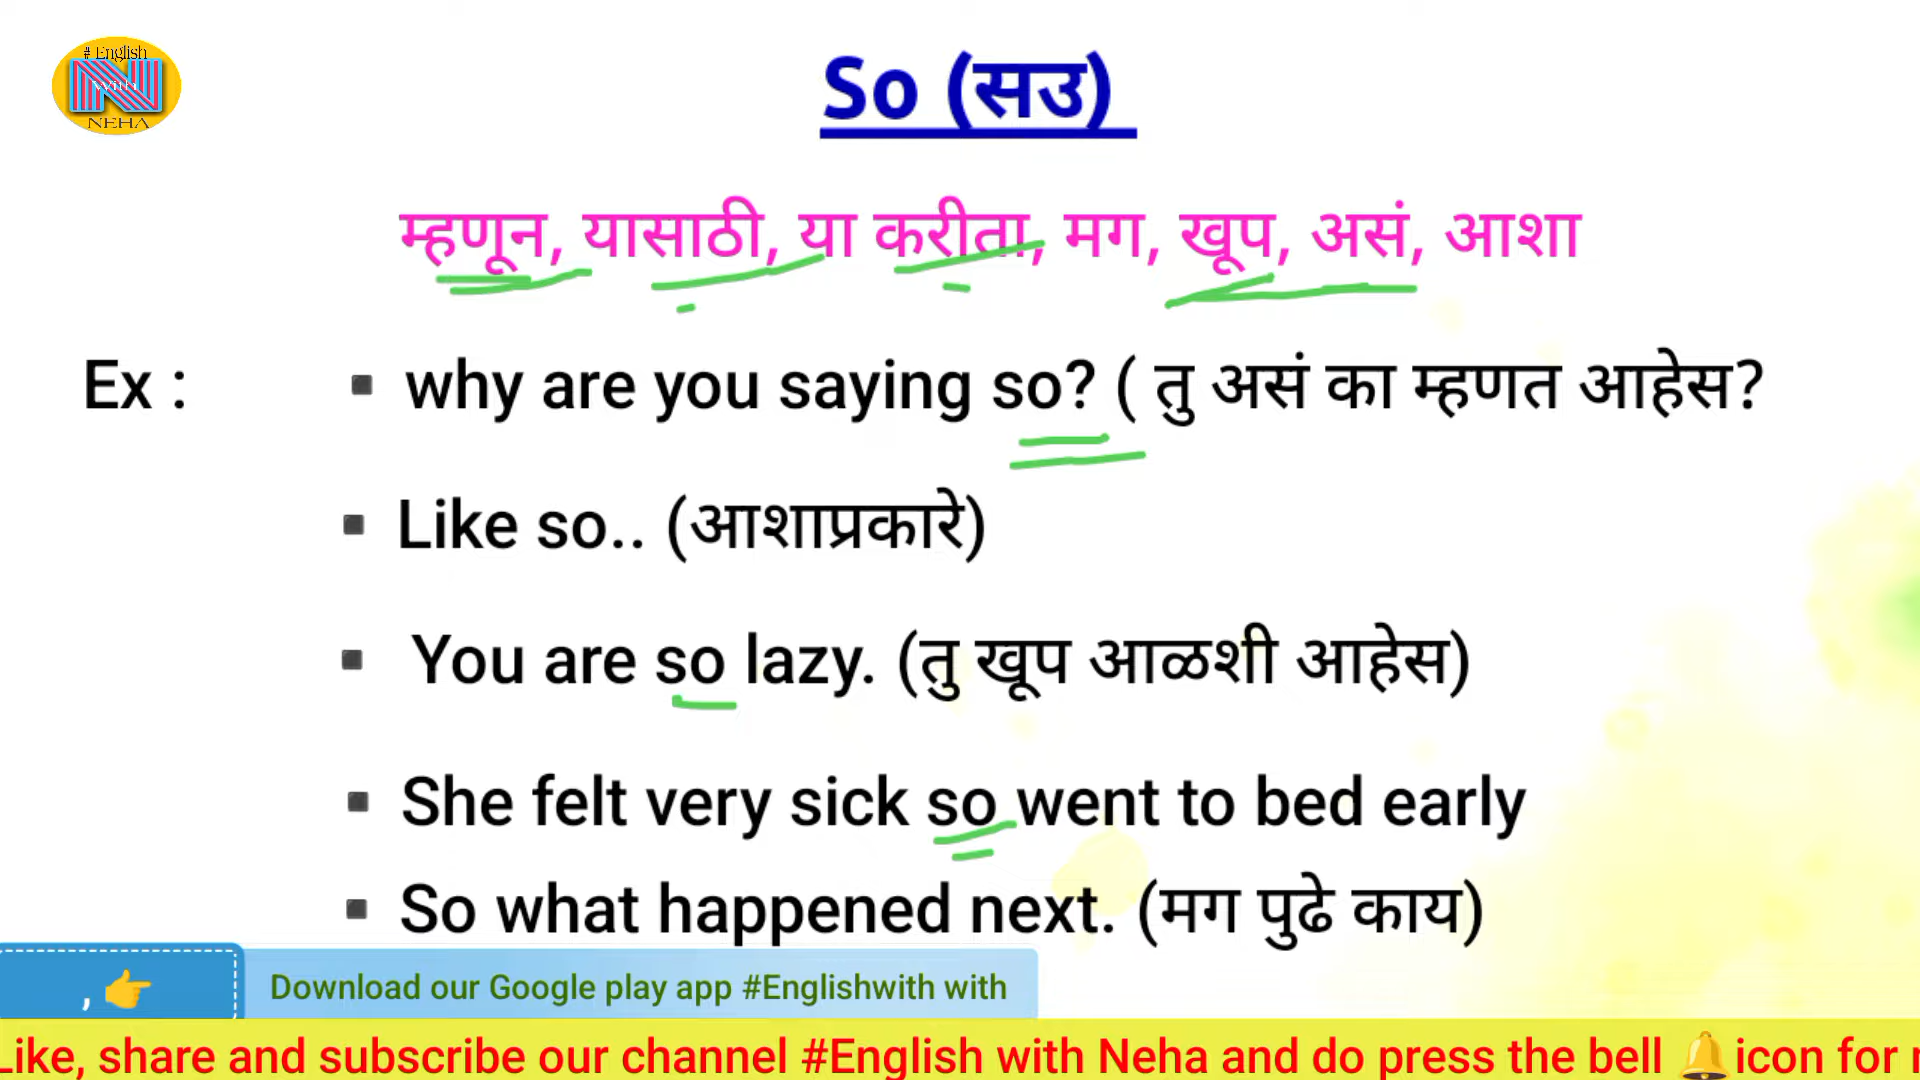 # English
With
NEHA
So (सउ)
म्हणून, यासाठी, या करीता, मग, खूप, असं, आशा
Ex :
▪ why are you saying so? ( तु असं का म्हणत आहेस?
▪ Like so.. (आशाप्रकारे)
▪ You are so lazy. (तु खूप आळशी आहेस)
▪ She felt very sick so went to bed early
▪ So what happened next. (मग पुढे काय)
, 👉 Download our Google play app #Englishwith with
Like, share and subscribe our channel #English with Neha and do press the bell 🔔icon for